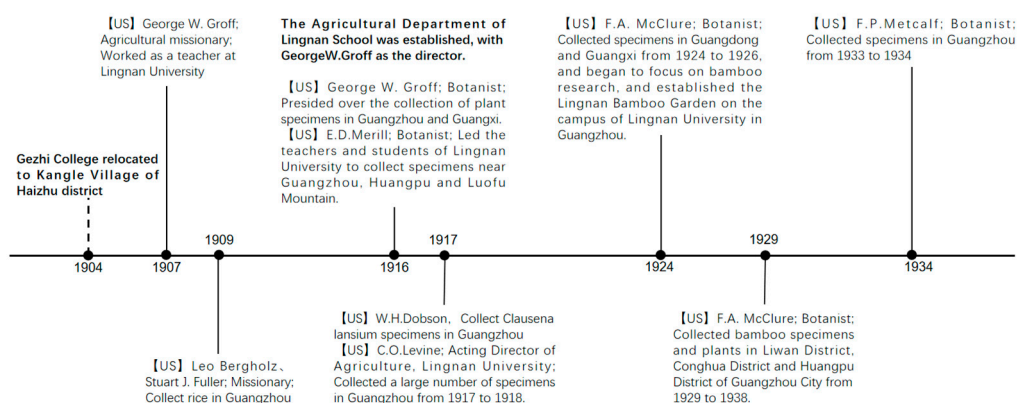 【US】George W. Groff;
Agricultural missionary;
Worked as a teacher at
Lingnan University
The Agricultural Department of
Lingnan School was established, with
GeorgeW.Groff as the director.
【US】George W. Groff; Botanist;
Presided over the collection of plant
specimens in Guangzhou and Guangxi.
【US】E.D.Merill; Botanist; Led the
teachers and students of Lingnan
University to collect specimens near
Guangzhou, Huangpu and Luofu
Mountain.
【US】F.A. McClure; Botanist;
Collected specimens in Guangdong
and Guangxi from 1924 to 1926,
and began to focus on bamboo
research, and established the
Lingnan Bamboo Garden on the
campus of Lingnan University in
Guangzhou.
【US】F.P.Metcalf; Botanist;
Collected specimens in Guangzhou
from 1933 to 1934
Gezhi College relocated
to Kangle Village of
Haizhu district
1909
1917
1929
1904
1907
1916
1924
1934
【US】Leo Bergholz、
Stuart J. Fuller; Missionary;
Collect rice in Guangzhou
【US】W.H.Dobson，Collect Clausena
lansium specimens in Guangzhou
【US】C.O.Levine; Acting Director of
Agriculture, Lingnan University;
Collected a large number of specimens
in Guangzhou from 1917 to 1918.
【US】F.A. McClure; Botanist;
Collected bamboo specimens
and plants in Liwan District,
Conghua District and Huangpu
District of Guangzhou City from
1929 to 1938.